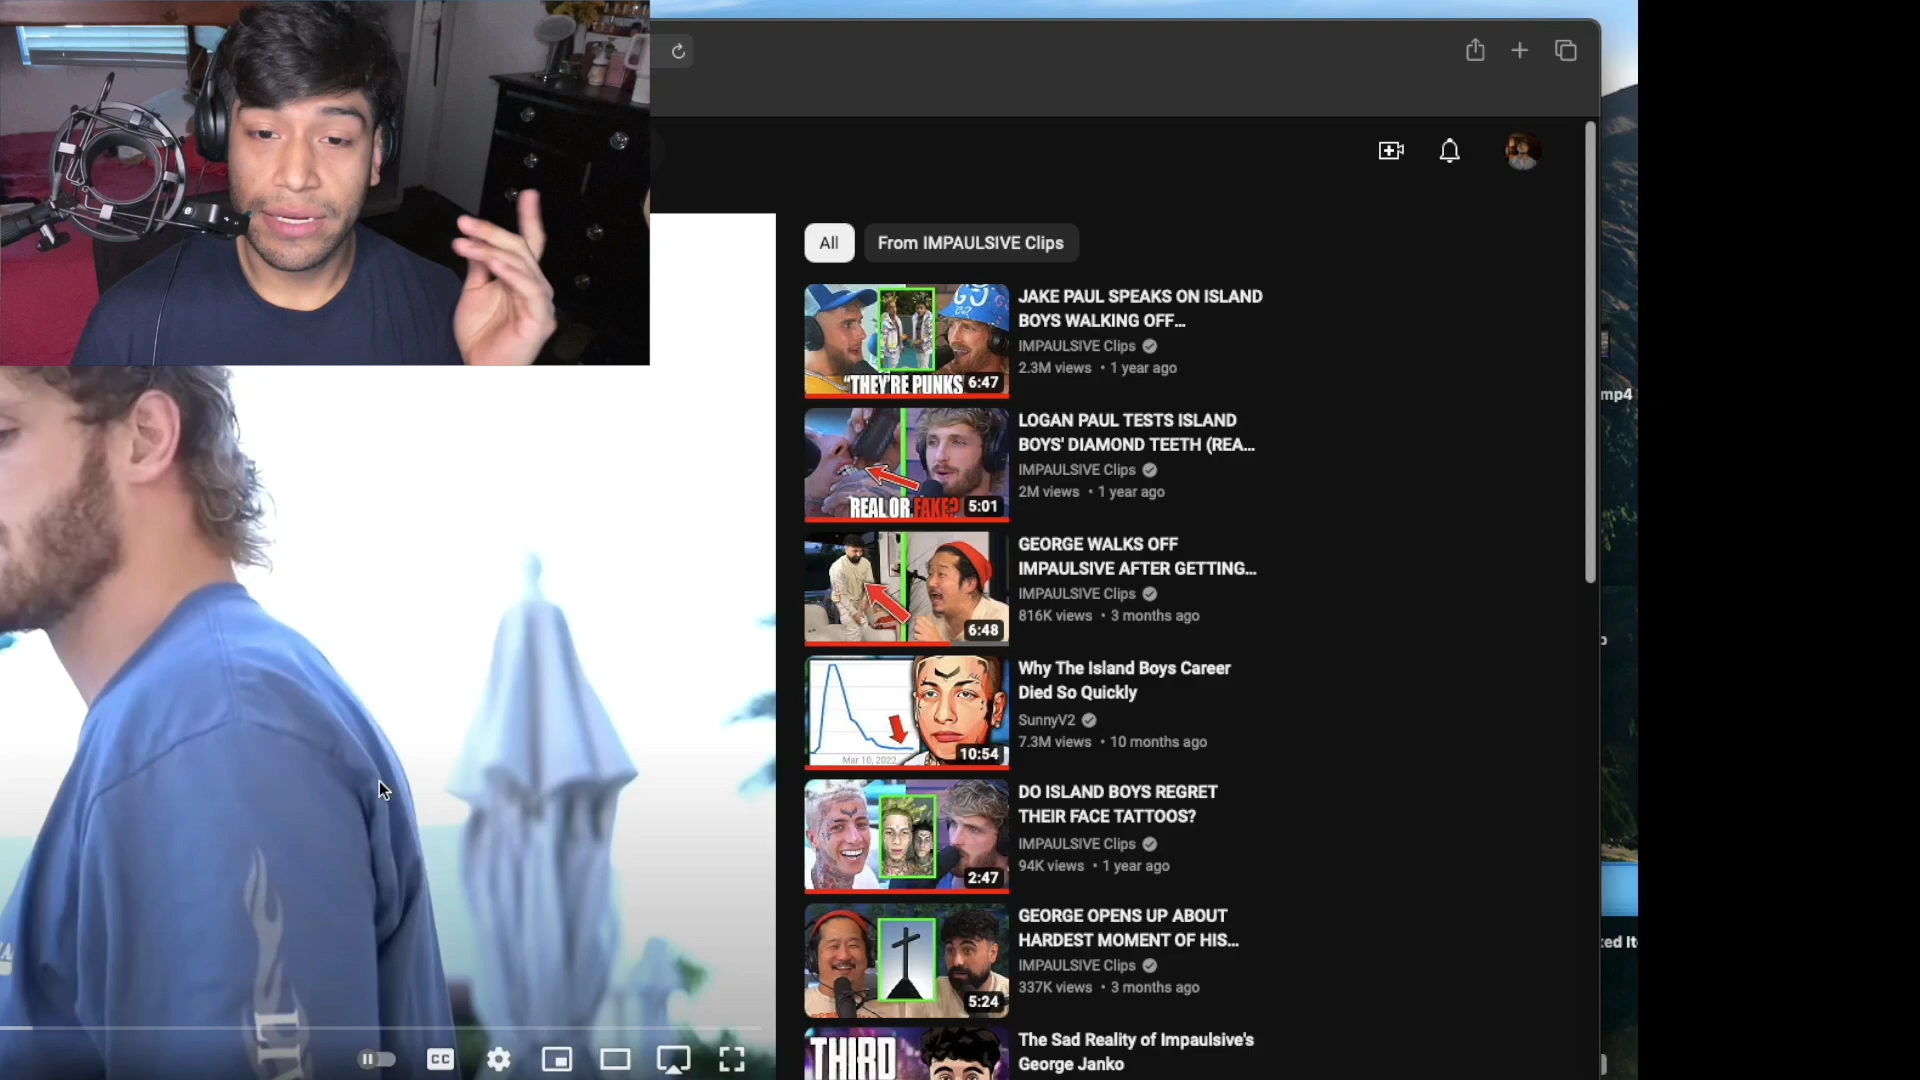 All
From IMPAULSIVE Clips
JAKE PAUL SPEAKS ON ISLAND
BOYS WALKING OFF...
IMPAULSIVE Clips
2.3M views • 1 year ago
"THEY'RE PUNKS
6:47
LOGAN PAUL TESTS ISLAND
BOYS' DIAMOND TEETH (REA...
IMPAULSIVE Clips
2M views • 1 year ago
REAL OR FAKE?
5:01
GEORGE WALKS OFF
IMPAULSIVE AFTER GETTING...
IMPAULSIVE Clips
816K views • 3 months ago
6:48
Why The Island Boys Career
Died So Quickly
SunnyV2
7.3M views • 10 months ago
Mar 10, 2022
10:54
DO ISLAND BOYS REGRET
THEIR FACE TATTOOS?
IMPAULSIVE Clips
94K views • 1 year ago
2:47
GEORGE OPENS UP ABOUT
HARDEST MOMENT OF HIS...
IMPAULSIVE Clips
337K views • 3 months ago
5:24
The Sad Reality of Impaulsive's
George Janko
THIRD
CC
mp4
ted It